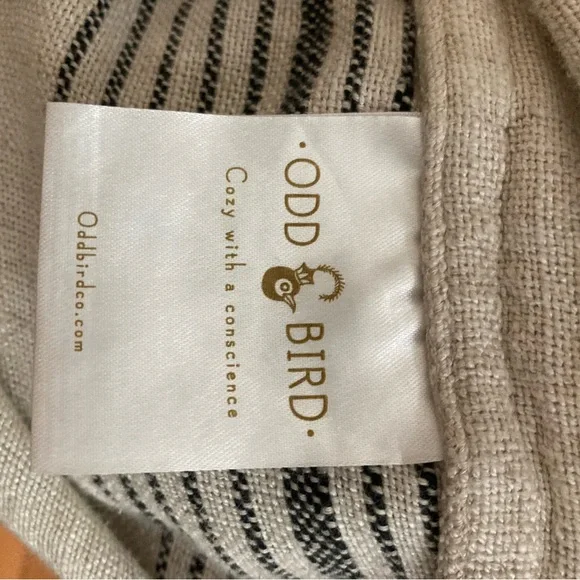 ·ODD BIRD·
Cozy with a conscience
Oddbirdco.com